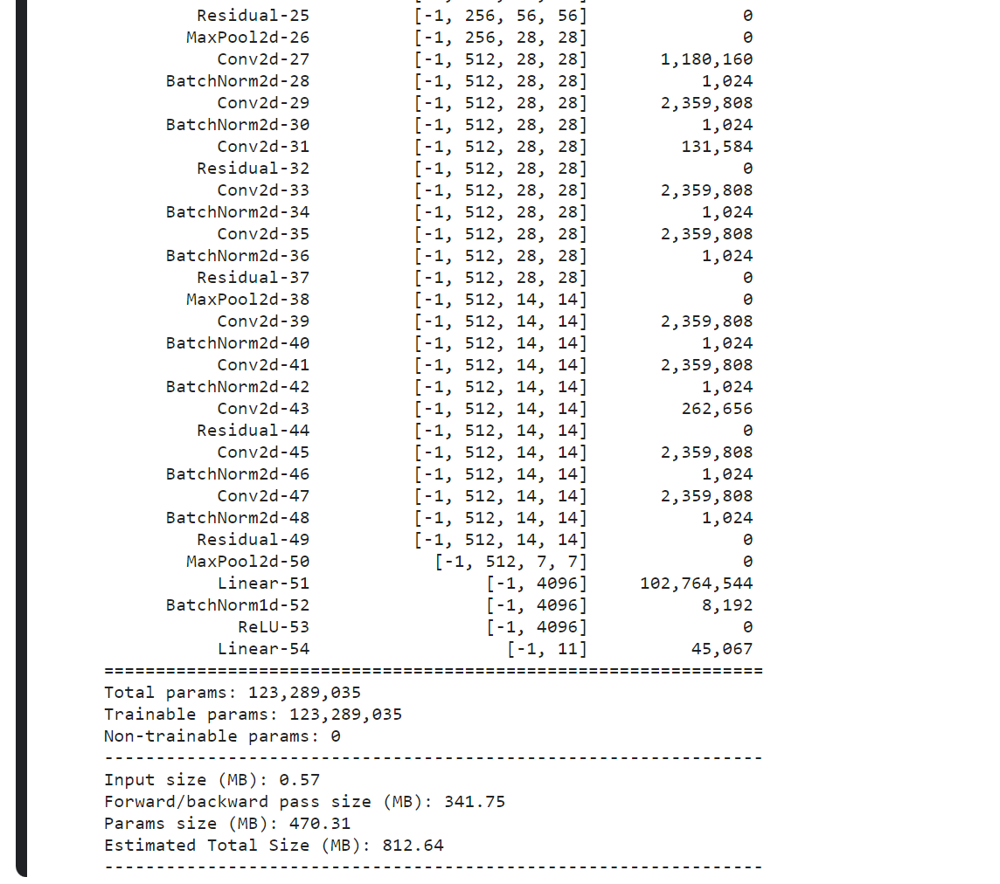 Residual-25 [-1, 256, 56, 56] 0
MaxPool2d-26 [-1, 256, 28, 28] 0
Conv2d-27 [-1, 512, 28, 28] 1,180,160
BatchNorm2d-28 [-1, 512, 28, 28] 1,024
Conv2d-29 [-1, 512, 28, 28] 2,359,808
BatchNorm2d-30 [-1, 512, 28, 28] 1,024
Conv2d-31 [-1, 512, 28, 28] 131,584
Residual-32 [-1, 512, 28, 28] 0
Conv2d-33 [-1, 512, 28, 28] 2,359,808
BatchNorm2d-34 [-1, 512, 28, 28] 1,024
Conv2d-35 [-1, 512, 28, 28] 2,359,808
BatchNorm2d-36 [-1, 512, 28, 28] 1,024
Residual-37 [-1, 512, 28, 28] 0
MaxPool2d-38 [-1, 512, 14, 14] 0
Conv2d-39 [-1, 512, 14, 14] 2,359,808
BatchNorm2d-40 [-1, 512, 14, 14] 1,024
Conv2d-41 [-1, 512, 14, 14] 2,359,808
BatchNorm2d-42 [-1, 512, 14, 14] 1,024
Conv2d-43 [-1, 512, 14, 14] 262,656
Residual-44 [-1, 512, 14, 14] 0
Conv2d-45 [-1, 512, 14, 14] 2,359,808
BatchNorm2d-46 [-1, 512, 14, 14] 1,024
Conv2d-47 [-1, 512, 14, 14] 2,359,808
BatchNorm2d-48 [-1, 512, 14, 14] 1,024
Residual-49 [-1, 512, 14, 14] 0
MaxPool2d-50 [-1, 512, 7, 7] 0
Linear-51 [-1, 4096] 102,764,544
BatchNorm1d-52 [-1, 4096] 8,192
ReLU-53 [-1, 4096] 0
Linear-54 [-1, 11] 45,067
================================================================
Total params: 123,289,035
Trainable params: 123,289,035
Non-trainable params: 0
----------------------------------------------------------------
Input size (MB): 0.57
Forward/backward pass size (MB): 341.75
Params size (MB): 470.31
Estimated Total Size (MB): 812.64
----------------------------------------------------------------